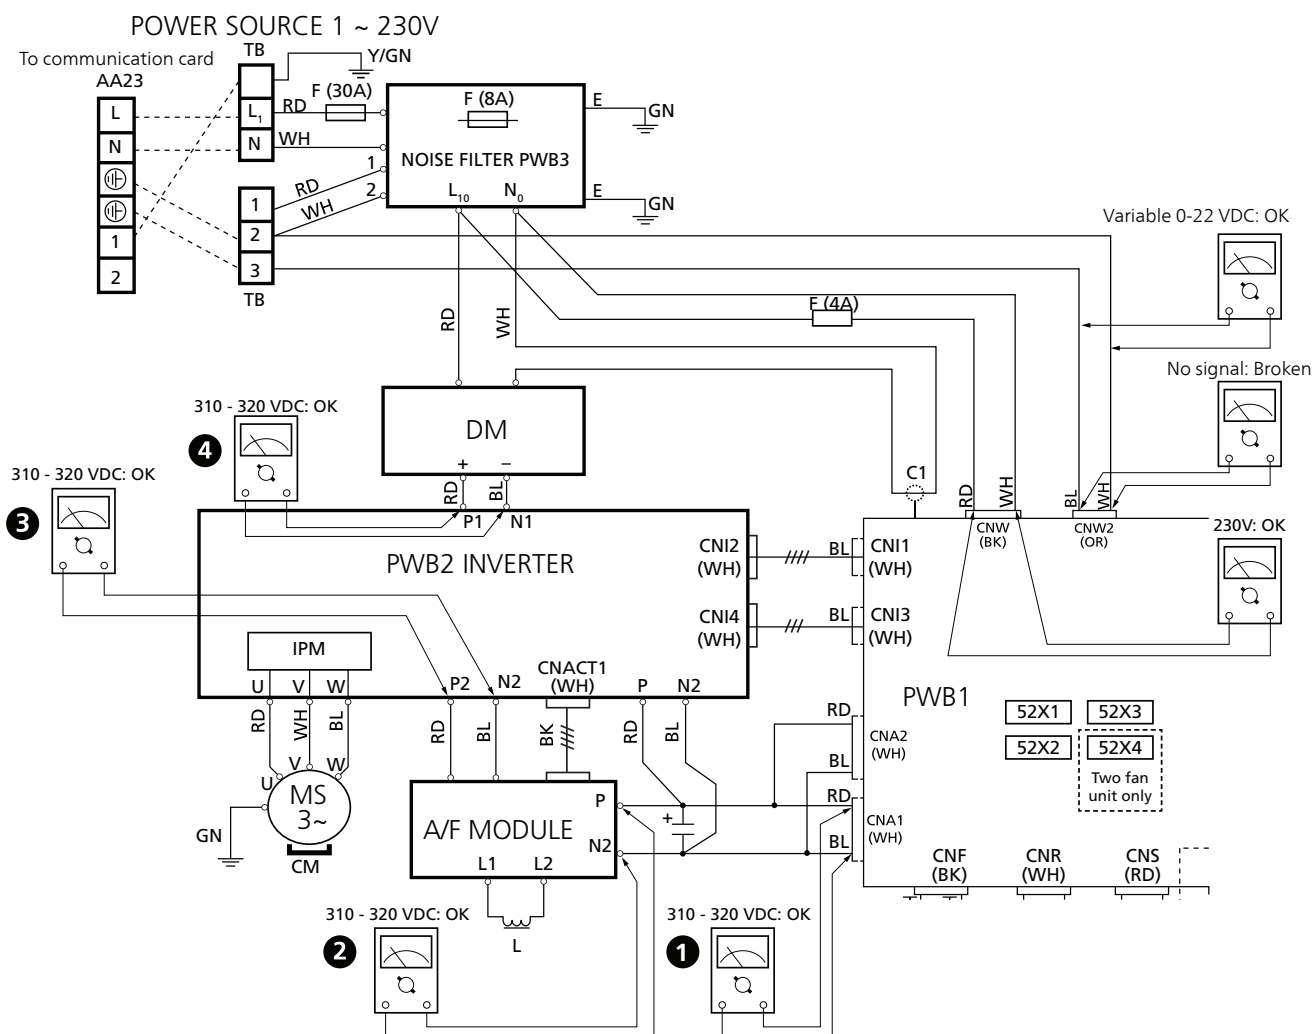 POWER SOURCE 1 ~ 230V
To communication card
TB
Y/GN
AA23
L
N
1
2
L1
N
RD
F (30A)
WH
F (8A)
NOISE FILTER PWB3
L10
N0
E
GN
E
GN
1
2
RD
WH
1
2
3
TB
Variable 0-22 VDC: OK
F (4A)
RD
WH
No signal: Broken
310 - 320 VDC: OK
4
DM
+
–
RD
BL
310 - 320 VDC: OK
3
C1
RD
WH
BL
WH
P1
N1
CNW
(BK)
CNW2
(OR)
230V: OK
PWB2 INVERTER
CNI2
(WH)
BL
CNI1
(WH)
CNI4
(WH)
BL
CNI3
(WH)
IPM
U
V
W
P2
N2
CNACT1
(WH)
P
N2
PWB1
RD
WH
BL
RD
BL
BK
RD
BL
RD
CNA2
(WH)
BL
52X1
52X3
52X2
52X4
Two fan
unit only
U
V
W
MS
3~
GN
CM
A/F MODULE
P
N2
L1
L2
L
+
RD
CNA1
(WH)
BL
CNF
(BK)
CNR
(WH)
CNS
(RD)
310 - 320 VDC: OK
2
310 - 320 VDC: OK
1